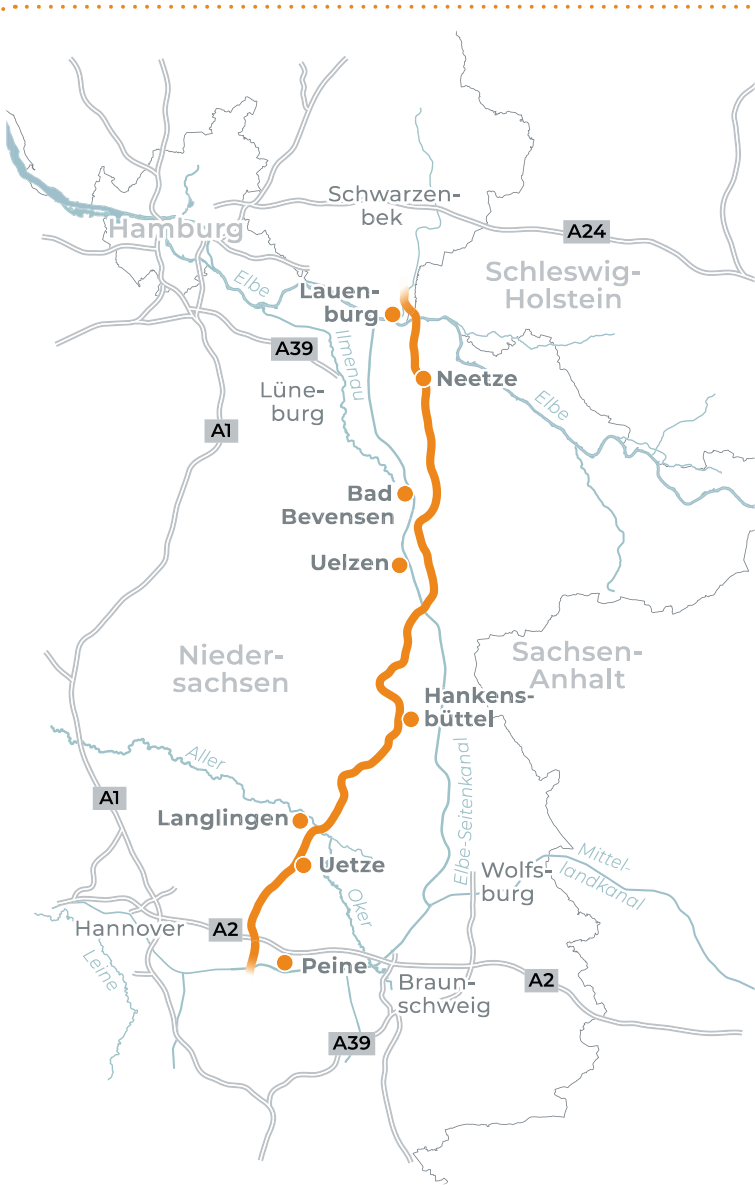 Schwarzen-
bek
Hamburg
A24
Schleswig-
Holstein
Elbe
Lauen-
burg
Ilmenau
A39
Neetze
Lüne-
burg
Elbe
A1
Bad
Bevensen
Uelzen
Nieder-
sachsen
Sachsen-
Anhalt
Hankens-
büttel
Aller
Elbe-Seitenkanal
A1
Langlingen
Uetze
Mittel-
landkanal
Wolfs-
burg
Oker
Hannover
A2
Leine
Peine
Braun-
schweig
A2
A39